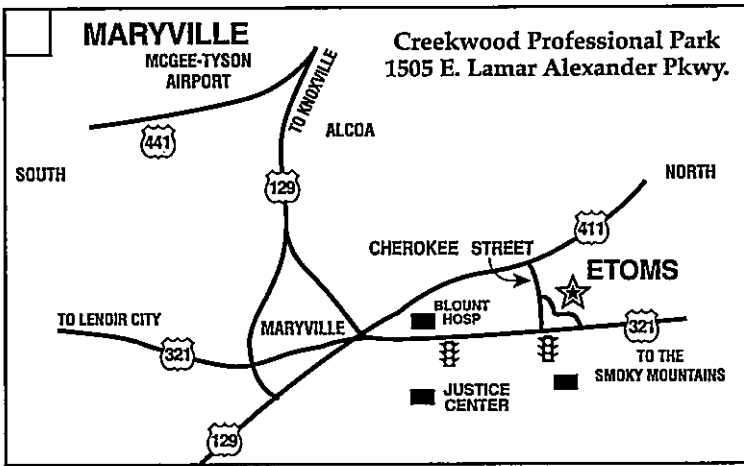 MARYVILLE
MCGEE-TYSON
AIRPORT
Creekwood Professional Park
1505 E. Lamar Alexander Pkwy.
TO KNOXVILLE
ALCOA
441
SOUTH
129
NORTH
411
CHEROKEE STREET
ETOMS
TO LENOIR CITY
MARYVILLE
BLOUNT
HOSP
321
321
TO THE
SMOKY MOUNTAINS
JUSTICE
CENTER
129